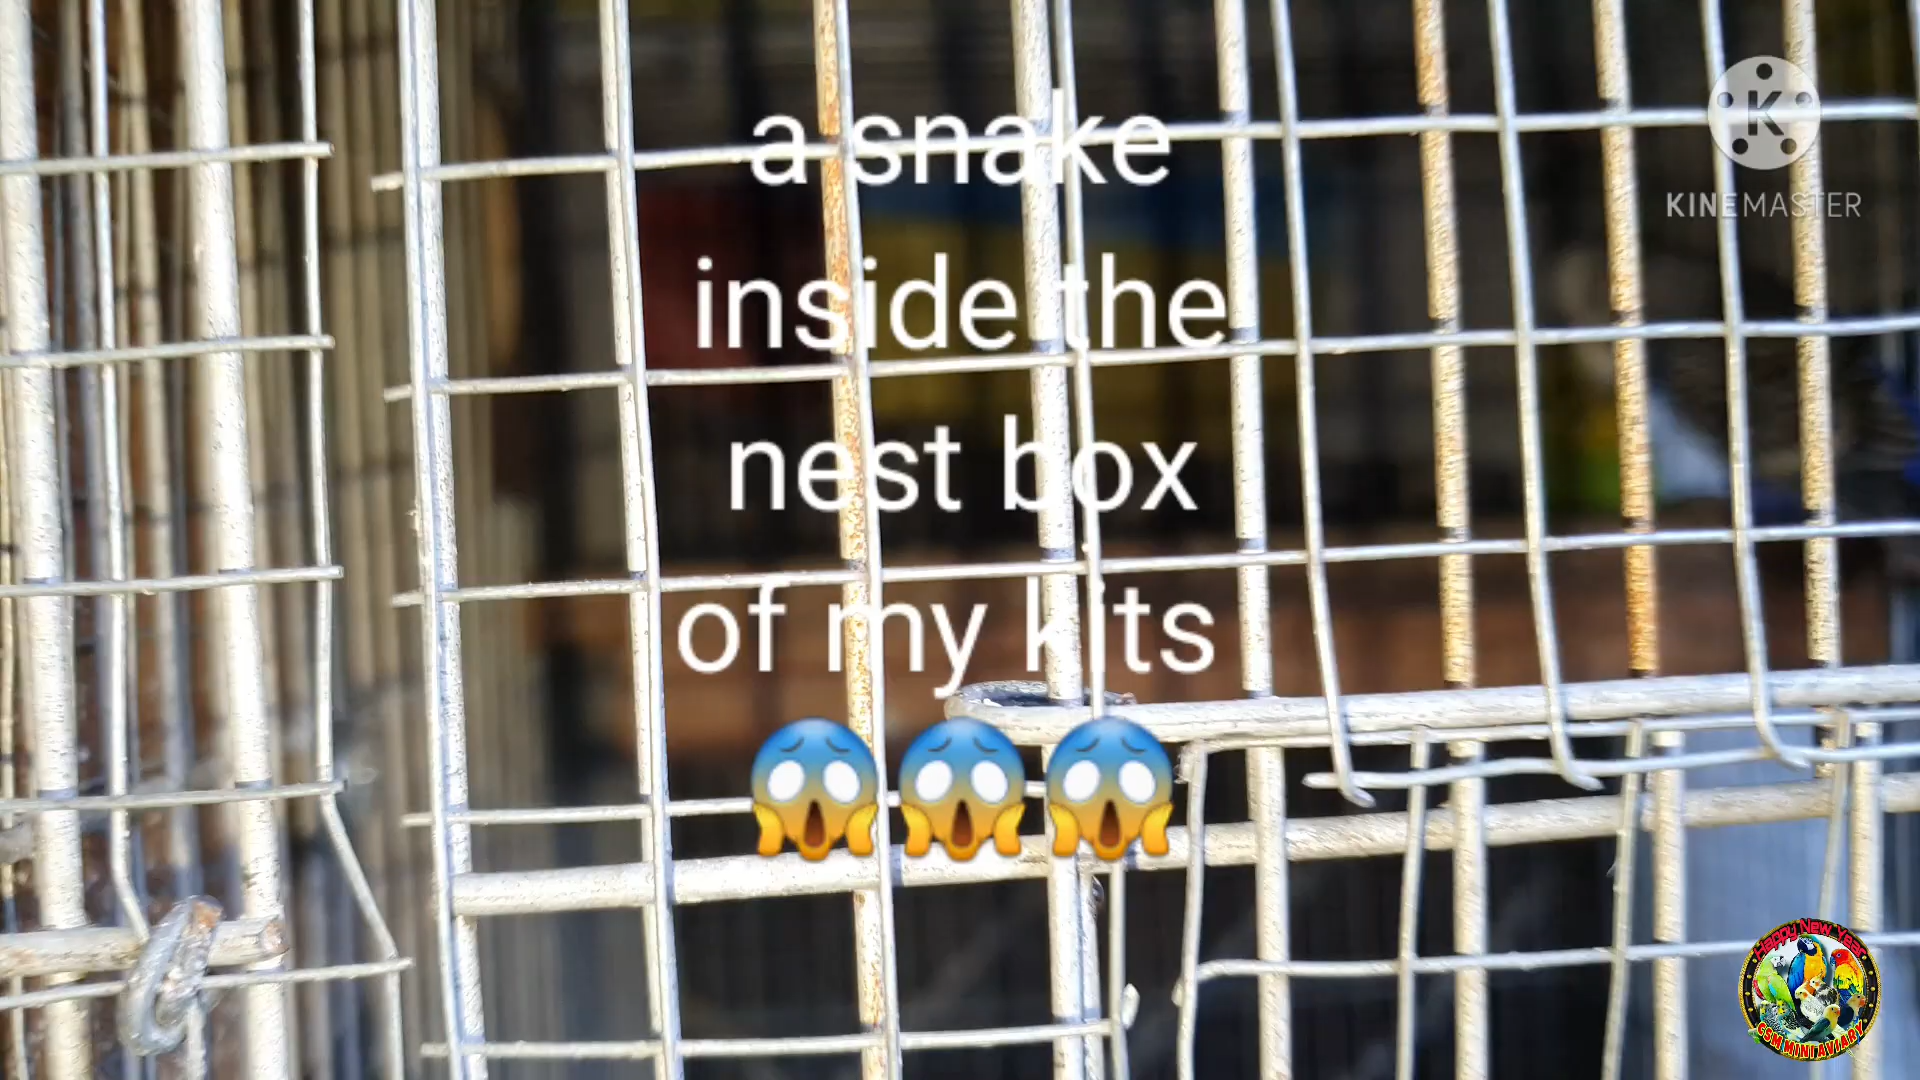 a snake
inside the
nest box
of my kits
😱😱😱
KINEMASTER
Happy New Year
GSM MINI AVIARY